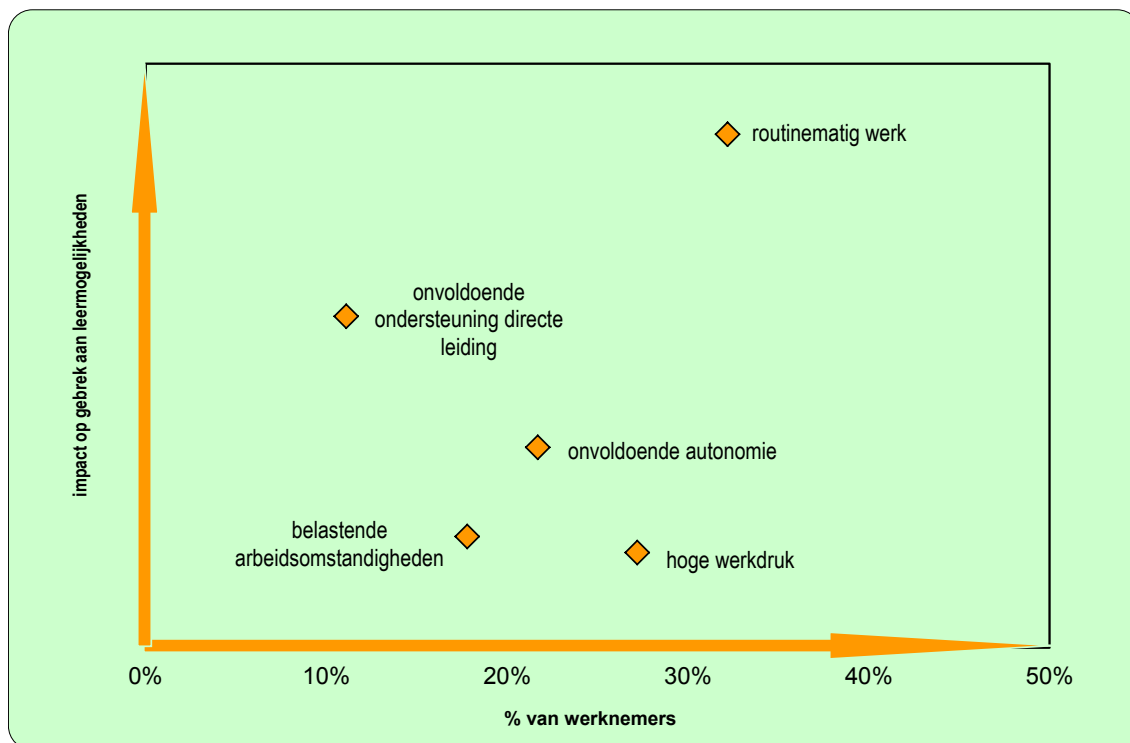 routinematig werk
onvoldoende
ondersteuning directe
leiding
onvoldoende autonomie
belastende
arbeidsomstandigheden
hoge werkdruk
impact op gebrek aan leermogelijkheden
0%
10%
20%
30%
40%
50%
% van werknemers